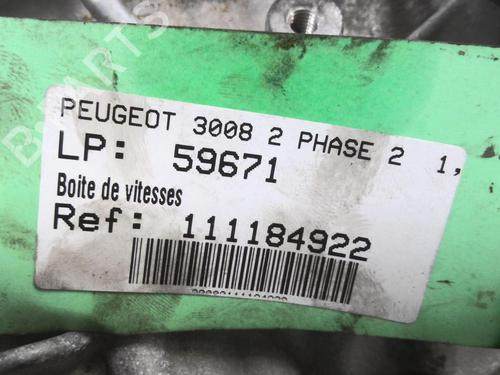 PEUGEOT 3008 2 PHASE 2 1,
LP: 59671
Boite de vitesses
Ref: 111184922